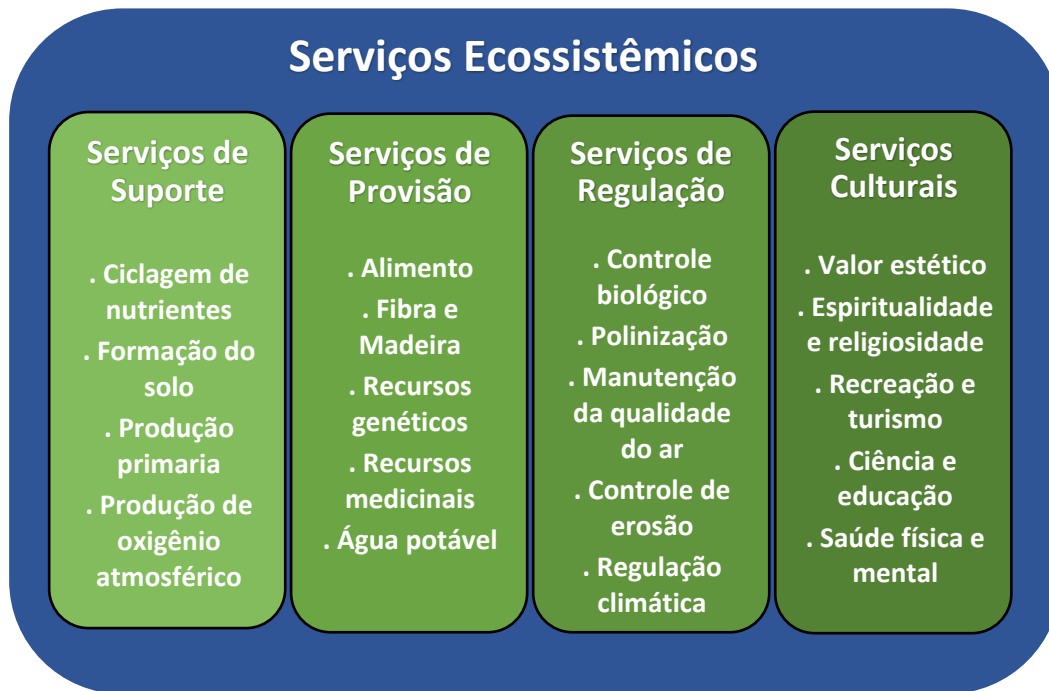 Serviços Ecossistêmicos
Serviços de
Suporte
. Ciclagem de
nutrientes
. Formação do
solo
. Produção
primaria
. Produção de
oxigênio
atmosférico
Serviços de
Provisão
. Alimento
. Fibra e
Madeira
. Recursos
genéticos
. Recursos
medicinais
. Água potável
Serviços de
Regulação
. Controle
biológico
. Polinização
. Manutenção
da qualidade
do ar
. Controle de
erosão
. Regulação
climática
Serviços
Culturais
. Valor estético
. Espiritualidade
e religiosidade
. Recreação e
turismo
. Ciência e
educação
. Saúde física e
mental